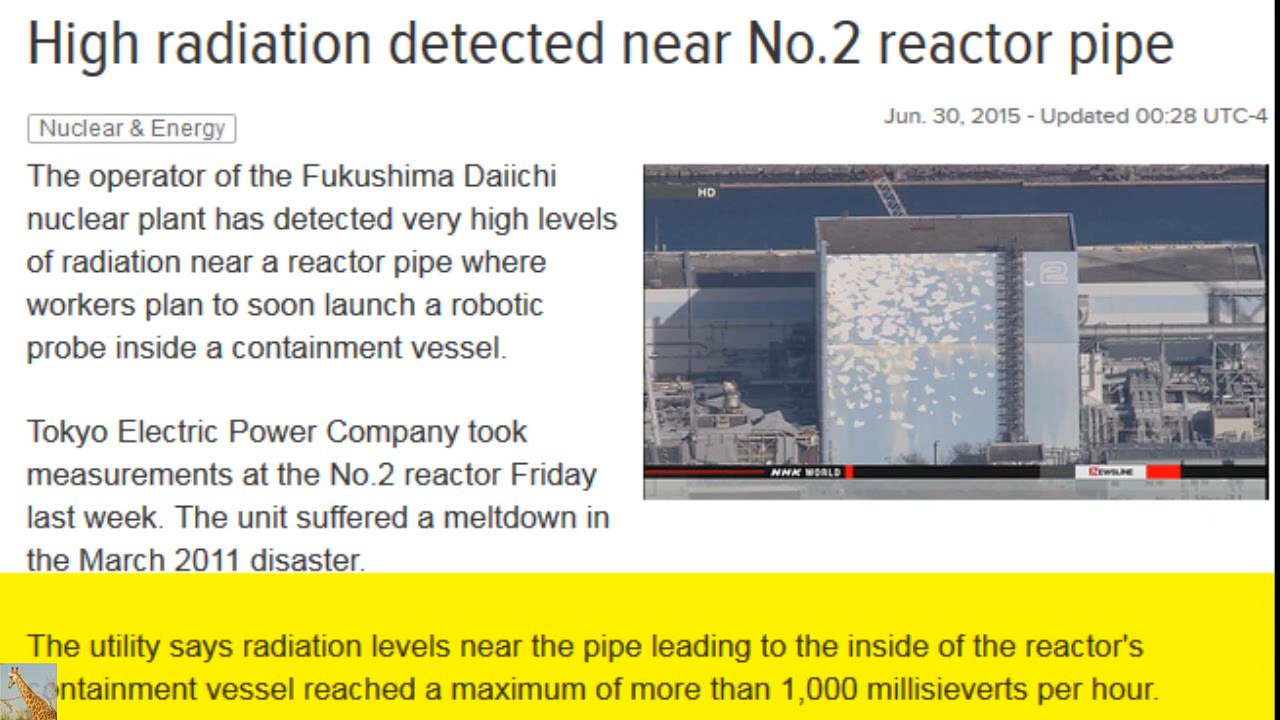 High radiation detected near No.2 reactor pipe
Nuclear & Energy
Jun. 30, 2015 - Updated 00:28 UTC-4
The operator of the Fukushima Daiichi
nuclear plant has detected very high levels
of radiation near a reactor pipe where
workers plan to soon launch a robotic
probe inside a containment vessel.
Tokyo Electric Power Company took
measurements at the No.2 reactor Friday
last week. The unit suffered a meltdown in
the March 2011 disaster.
HD
2
NHK WORLD
NEWSLINE
The utility says radiation levels near the pipe leading to the inside of the reactor's
containment vessel reached a maximum of more than 1,000 millisieverts per hour.